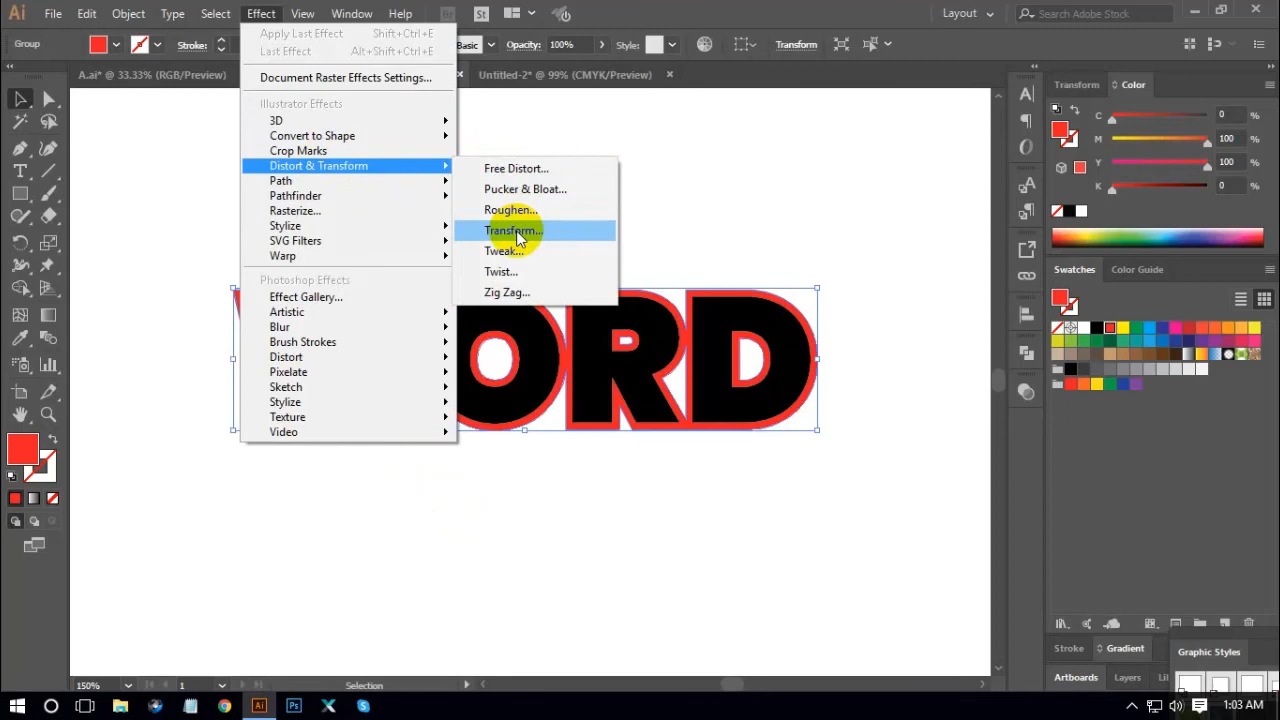 Ai
File Edit Object Type Select Effect View Window Help Br St Layout Search Adobe Stock
Group Stroke: Basic Opacity: 100% Style: Transform
A.ai* @ 33.33% (RGB/Preview) Untitled-2* @ 99% (CMYK/Preview)
Apply Last Effect Shift+Ctrl+E
Last Effect Alt+Shift+Ctrl+E
Document Raster Effects Settings...
Illustrator Effects
3D
Convert to Shape
Crop Marks
Distort & Transform
Path
Pathfinder
Rasterize...
Stylize
SVG Filters
Warp
Photoshop Effects
Effect Gallery...
Artistic
Blur
Brush Strokes
Distort
Pixelate
Sketch
Stylize
Texture
Video
Free Distort...
Pucker & Bloat...
Roughen...
Transform...
Tweak...
Twist...
Zig Zag...
ORD
Transform Color
C 0 %
M 100 %
Y 100 %
K 0 %
Swatches Color Guide
Stroke Gradient
Graphic Styles
Artboards Layers
150% 1 Selection
Ai Ps 1:03 AM